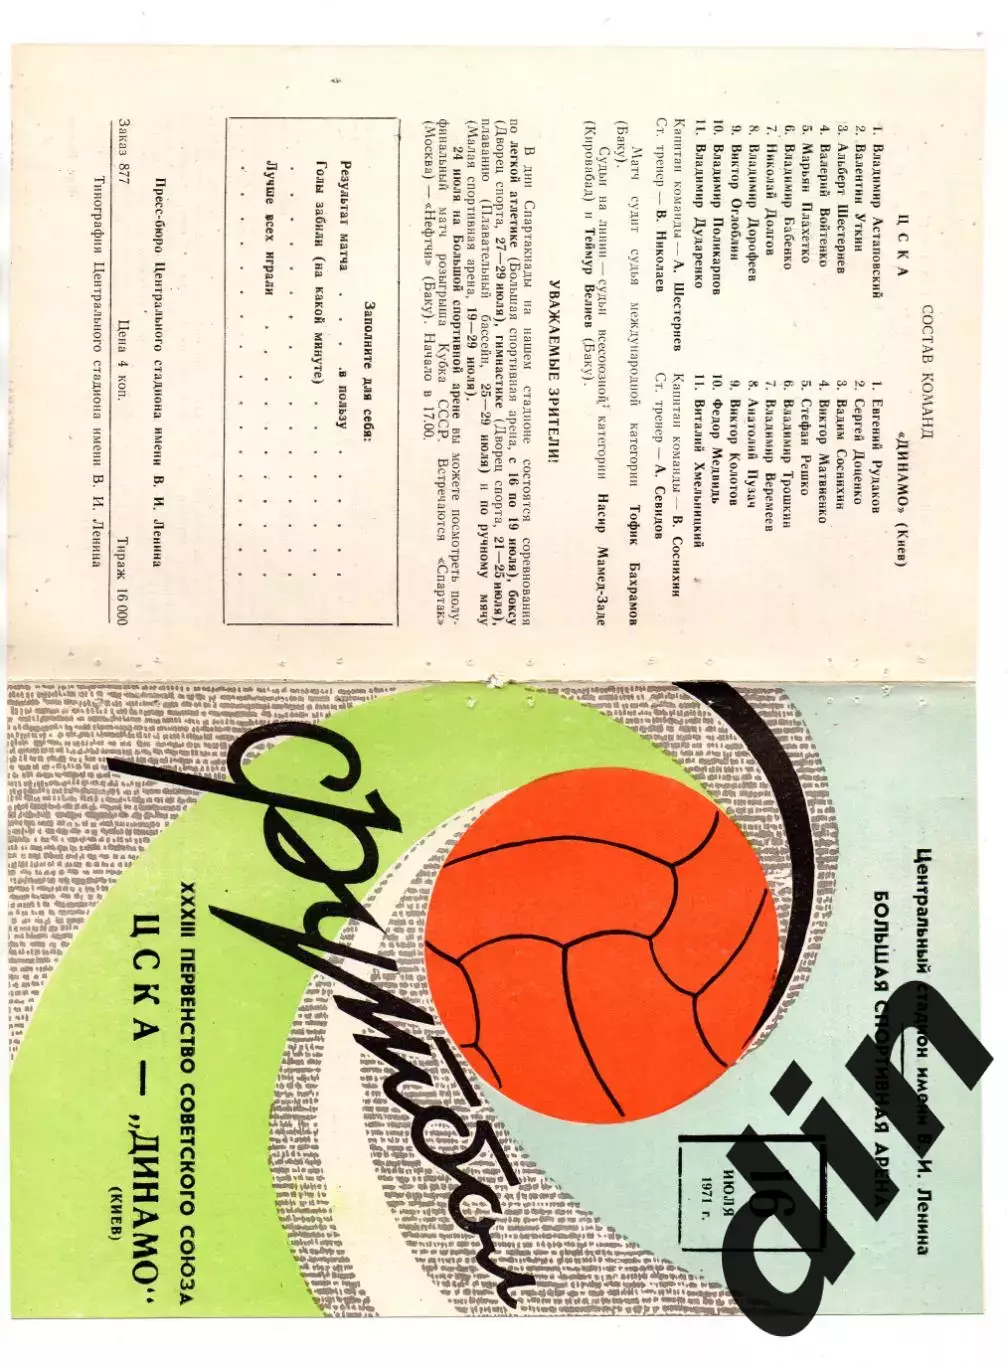 СОСТАВ КОМАНД
ЦСКА
1. Владимир Астаповский
2. Валентин Уткин
3. Альберт Шестернев
4. Валерий Войтенко
5. Марьян Плахетко
6. Владимир Бабенко
7. Николай Долгов
8. Владимир Дорофеев
9. Виктор Оглоблин
10. Владимир Поликарпов
11. Владимир Дударенко
Капитан команды — А. Шестернев
Ст. тренер — В. Николаев
«ДИНАМО» (Киев)
1. Евгений Рудаков
2. Сергей Доценко
3. Вадим Соснихин
4. Виктор Матвиенко
5. Стефан Решко
6. Владимир Трошкин
7. Владимир Веремеев
8. Анатолий Пузач
9. Виктор Колотов
10. Федор Медвидь
11. Виталий Хмельницкий
Капитан команды — В. Соснихин
Ст. тренер — А. Севидов
Матч судит судья международной категории Тофик Бахрамов
(Баку).
Судьи на линии — судьи всесоюзной категории Насир Мамед-Заде
(Кировабад) и Теймур Велиев (Баку).
УВАЖАЕМЫЕ ЗРИТЕЛИ!
В дни Спартакиады на нашем стадионе состоятся соревнования
по легкой атлетике (Большая спортивная арена, с 16 по 19 июля), боксу
(Дворец спорта, 27—29 июля), гимнастике (Дворец спорта, 21—25 июля),
плаванию (Плавательный бассейн, 25—29 июля) и по ручному мячу
(Малая спортивная арена, 19—29 июля).
24 июля на Большой спортивной арене вы можете посмотреть полу-
финальный матч розыгрыша Кубка СССР. Встречаются «Спартак»
(Москва) — «Нефтчи» (Баку). Начало в 17.00.
Заполните для себя:
Результат матча . . . в пользу . . . . .
Голы забили (на какой минуте) . . . . .
. . . . . . . . . . .
Лучше всех играли . . . . . . . .
. . . . . . . . . . .
Пресс-бюро Центрального стадиона имени В. И. Ленина
Заказ 877 Цена 4 коп. Тираж 16 000
Типография Центрального стадиона имени В. И. Ленина
Центральный стадион имени В. И. Ленина
БОЛЬШАЯ СПОРТИВНАЯ АРЕНА
16
ИЮЛЯ
1971 г.
футбол
XXXIII ПЕРВЕНСТВО СОВЕТСКОГО СОЮЗА
ЦСКА — „ДИНАМО“
(КИЕВ)
din